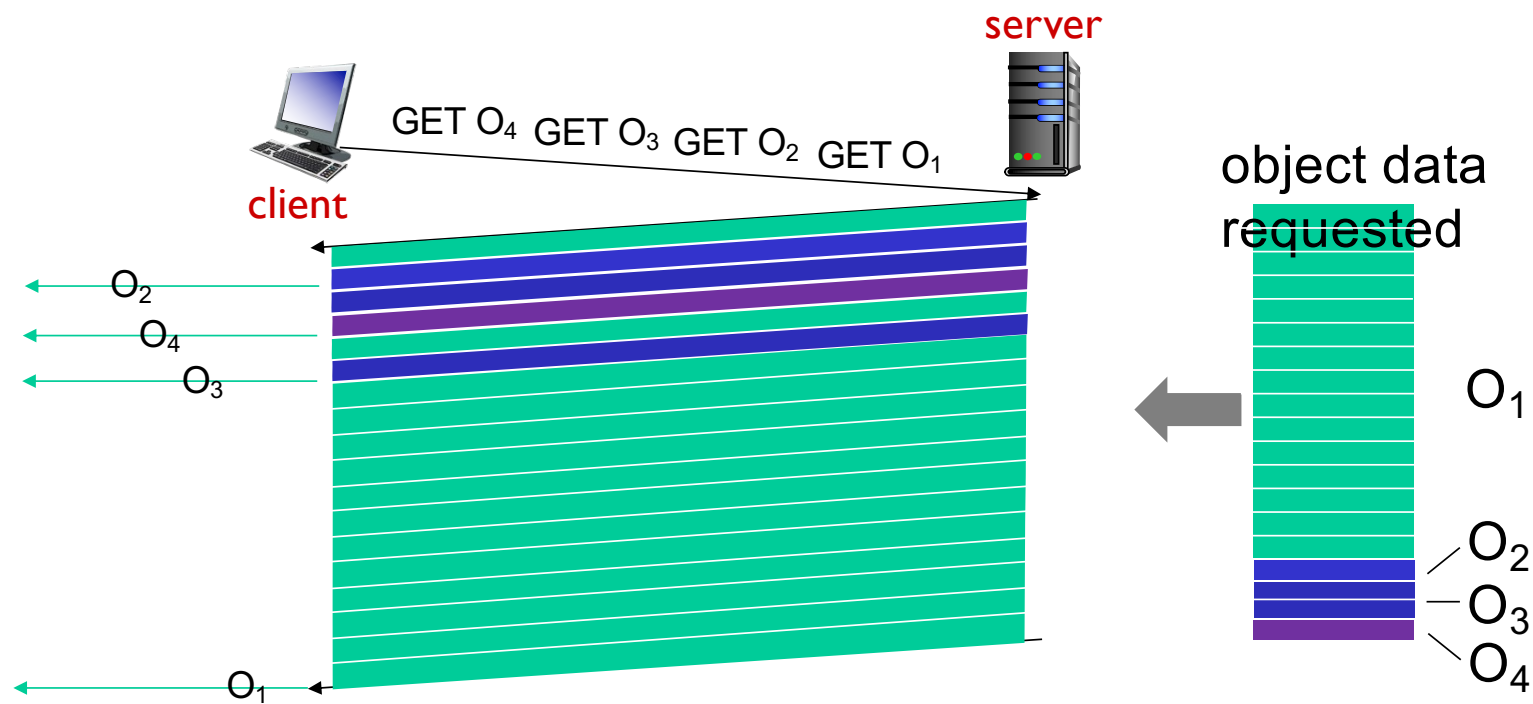 server
GET O₄ GET O₃ GET O₂ GET O₁
client
object data
requested
O₂
O₄
O₃
O₁
O₁
O₂
O₃
O₄